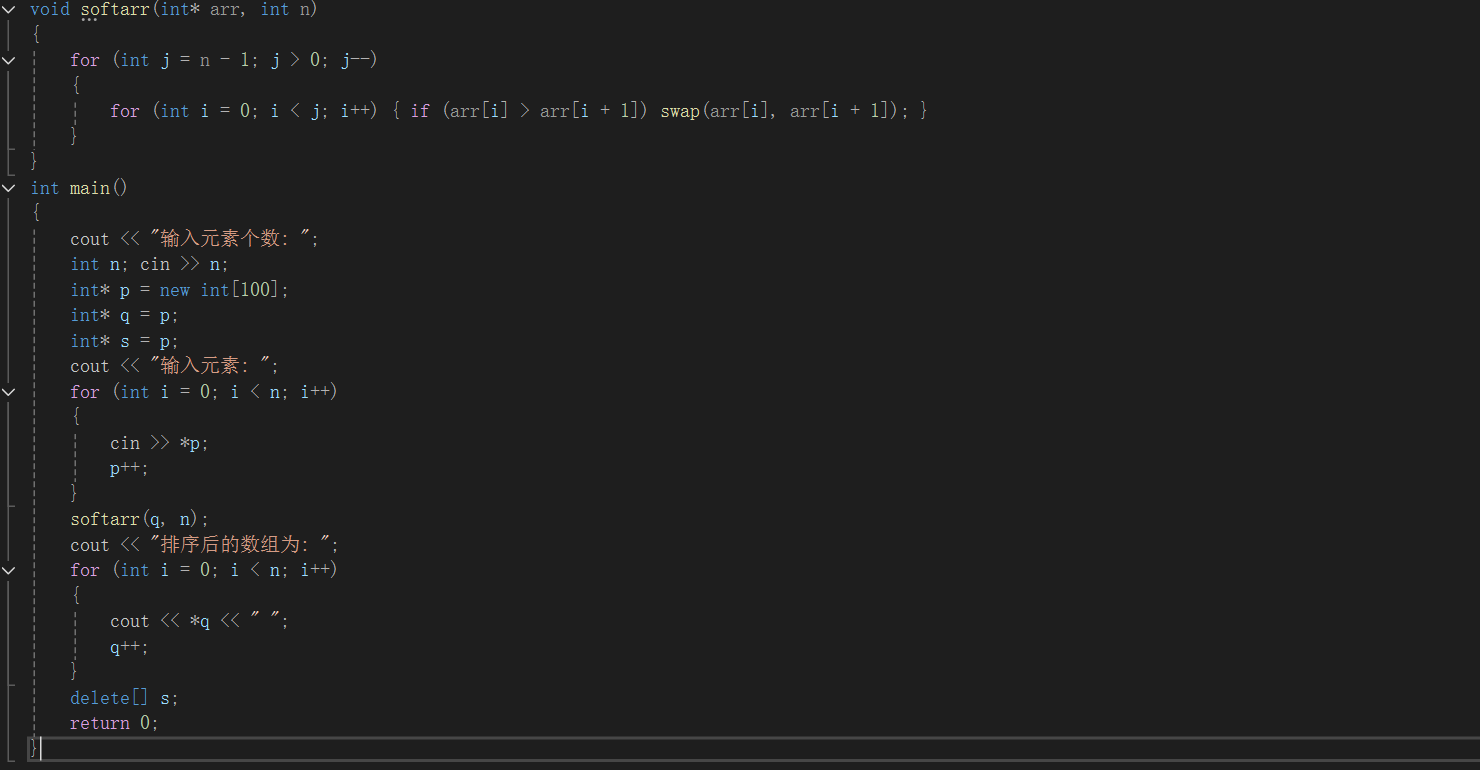 void softarr(int* arr, int n)
{
for (int j = n - 1; j > 0; j--)
{
for (int i = 0; i < j; i++) { if (arr[i] > arr[i + 1]) swap(arr[i], arr[i + 1]); }
}
}
int main()
{
cout << "输入元素个数: ";
int n; cin >> n;
int* p = new int[100];
int* q = p;
int* s = p;
cout << "输入元素: ";
for (int i = 0; i < n; i++)
{
cin >> *p;
p++;
}
softarr(q, n);
cout << "排序后的数组为: ";
for (int i = 0; i < n; i++)
{
cout << *q << " ";
q++;
}
delete[] s;
return 0;
}